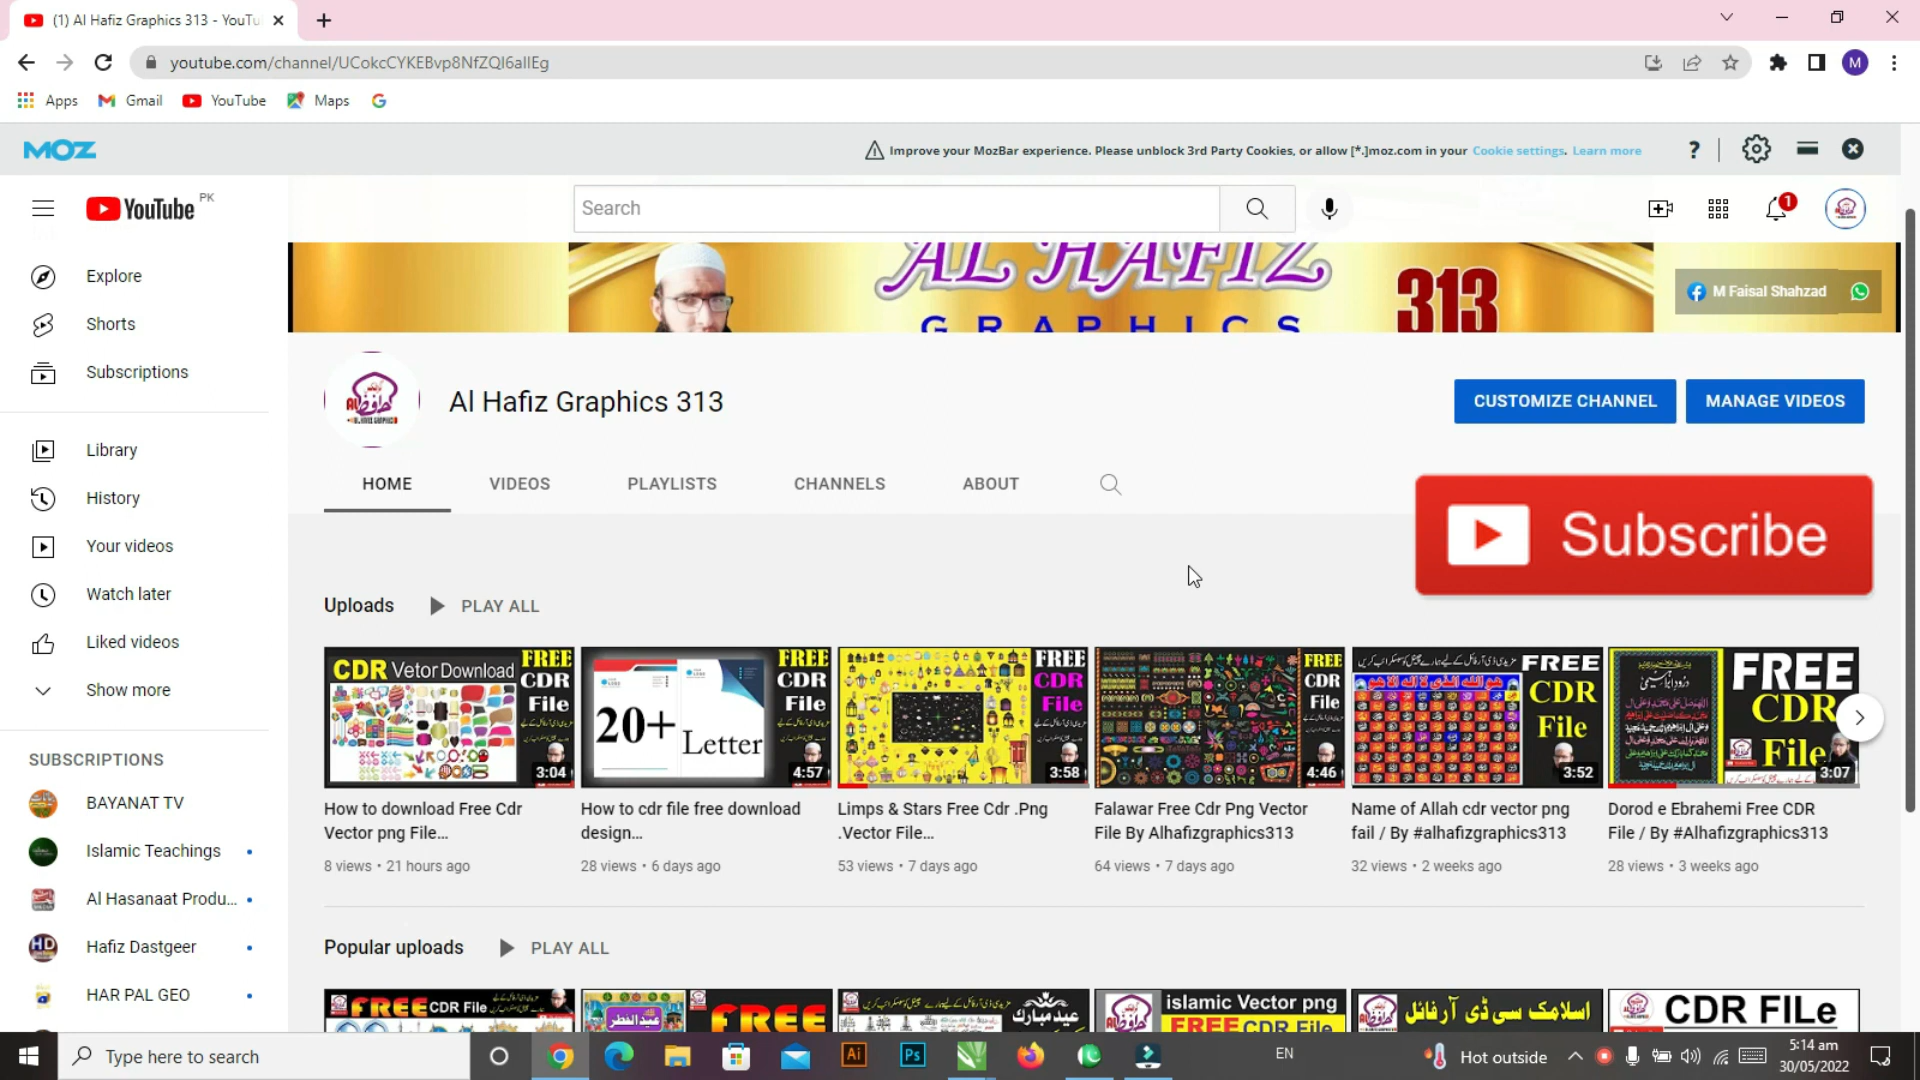 (1) Al Hafiz Graphics 313 - YouTu
youtube.com/channel/UCokcCYKEBvp8NfZQI6allEg
M
Apps
Gmail
YouTube
Maps
MOZ
Improve your MozBar experience. Please unblock 3rd Party Cookies, or allow [*.]moz.com in your Cookie settings. Learn more
?
YouTube PK
Search
1
Explore
Shorts
Subscriptions
Library
History
Your videos
Watch later
Liked videos
Show more
SUBSCRIPTIONS
BAYANAT TV
Islamic Teachings
Al Hasanaat Produ...
Hafiz Dastgeer
HAR PAL GEO
AL HAFIZ
GRAPHICS
313
M Faisal Shahzad
Al Hafiz Graphics 313
CUSTOMIZE CHANNEL
MANAGE VIDEOS
HOME
VIDEOS
PLAYLISTS
CHANNELS
ABOUT
Subscribe
Uploads
PLAY ALL
CDR Vetor Download
FREE
CDR
File
3:04
How to download Free Cdr
Vector png File...
8 views • 21 hours ago
20+
Letter
FREE
CDR
File
4:57
How to cdr file free download
design...
28 views • 6 days ago
FREE
CDR
File
3:58
Limps & Stars Free Cdr .Png
.Vector File...
53 views • 7 days ago
FREE
CDR
File
4:46
Falawar Free Cdr Png Vector
File By Alhafizgraphics313
64 views • 7 days ago
FREE
CDR
File
3:52
Name of Allah cdr vector png
fail / By #alhafizgraphics313
32 views • 2 weeks ago
FREE
CDR
File
3:07
Dorod e Ebrahemi Free CDR
File / By #Alhafizgraphics313
28 views • 3 weeks ago
Popular uploads
PLAY ALL
FREE CDR File
عید الفطر
FREE
عید مبارک
islamic Vector png
FREE CDR File
اسلامک سی ڈی آر فائل
CDR FILe
Type here to search
Ai
Ps
EN
Hot outside
5:14 am
30/05/2022